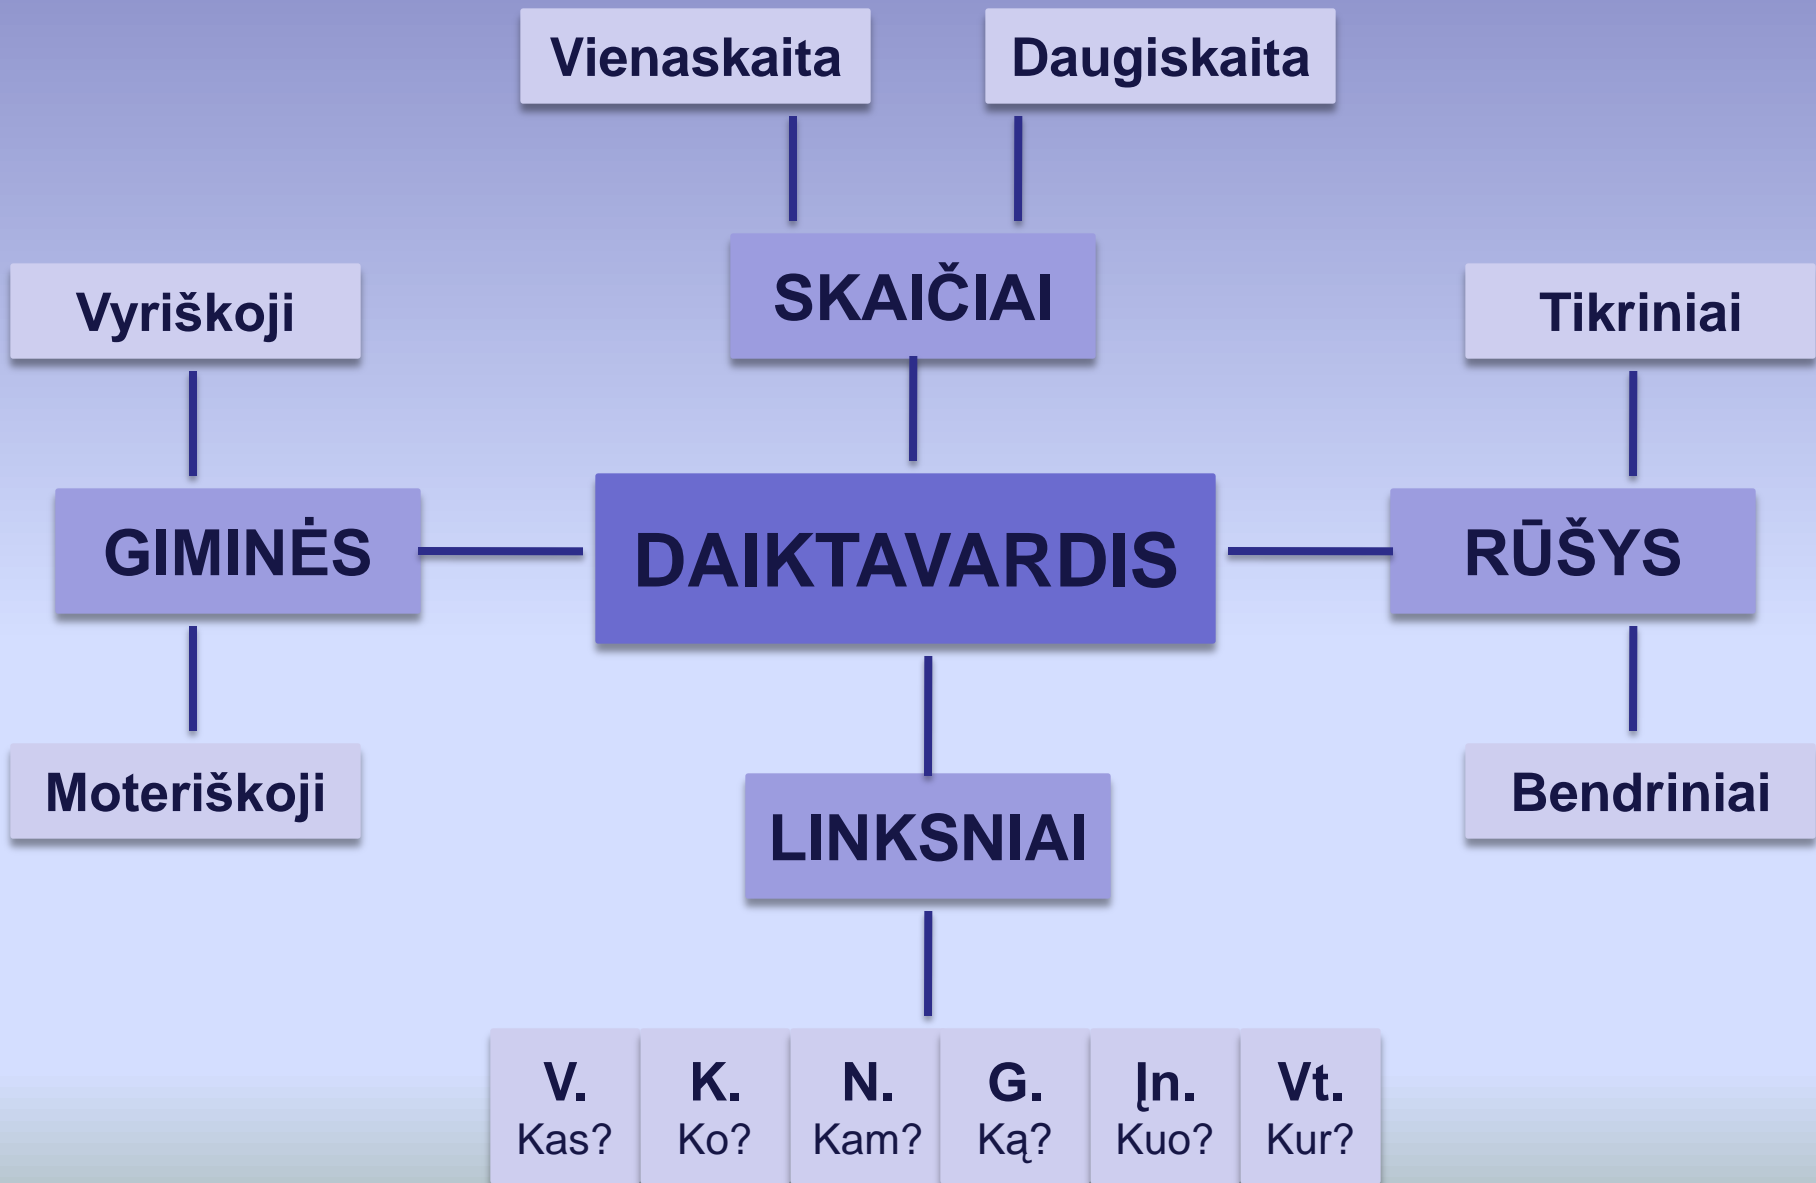 Vienaskaita
Daugiskaita
SKAIČIAI
Vyriškoji
Tikriniai
GIMINĖS
DAIKTAVARDIS
RŪŠYS
Moteriškoji
Bendriniai
LINKSNIAI
V.
Kas?
K.
Ko?
N.
Kam?
G.
Ką?
Įn.
Kuo?
Vt.
Kur?